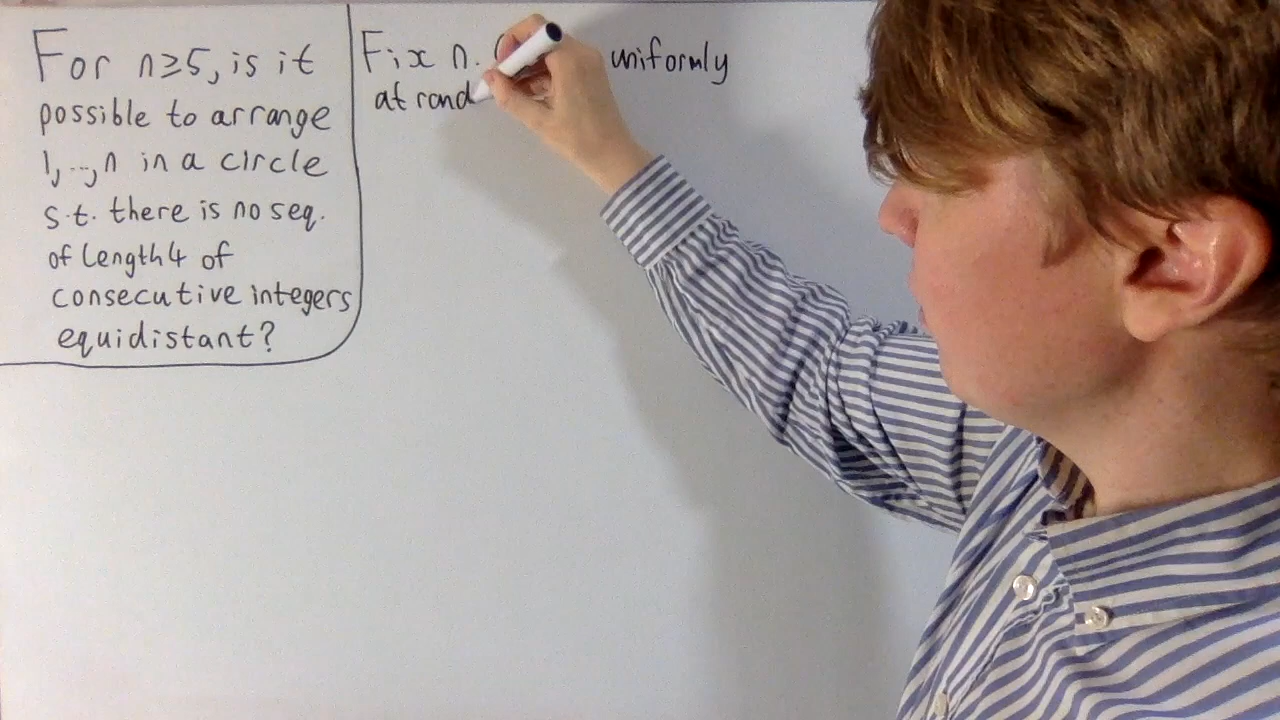 For n≥5, is it
possible to arrange
1,...,n in a circle
s.t. there is no seq.
of length 4 of
consecutive integers
equidistant?
Fix n. uniformly
at rand